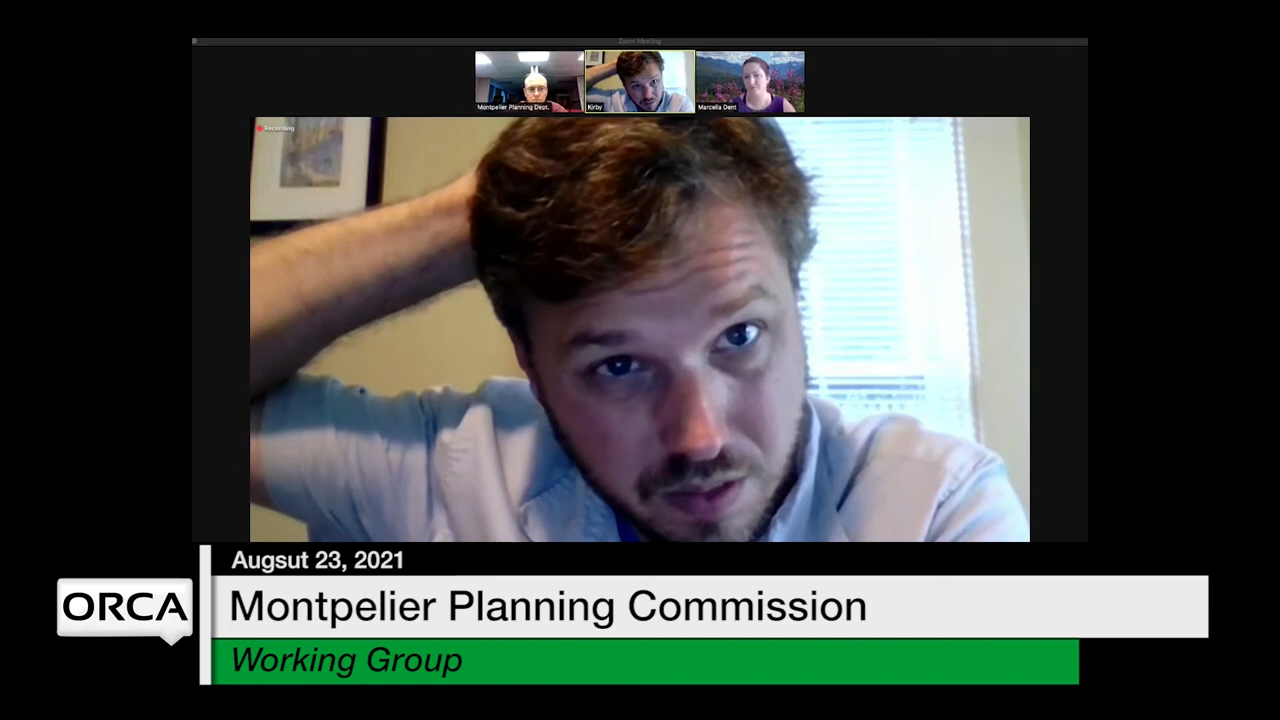 Zoom Meeting
Montpelier Planning Dept.
Kirby
Marcella Dent
Recording
Augsut 23, 2021
ORCA
Montpelier Planning Commission
Working Group